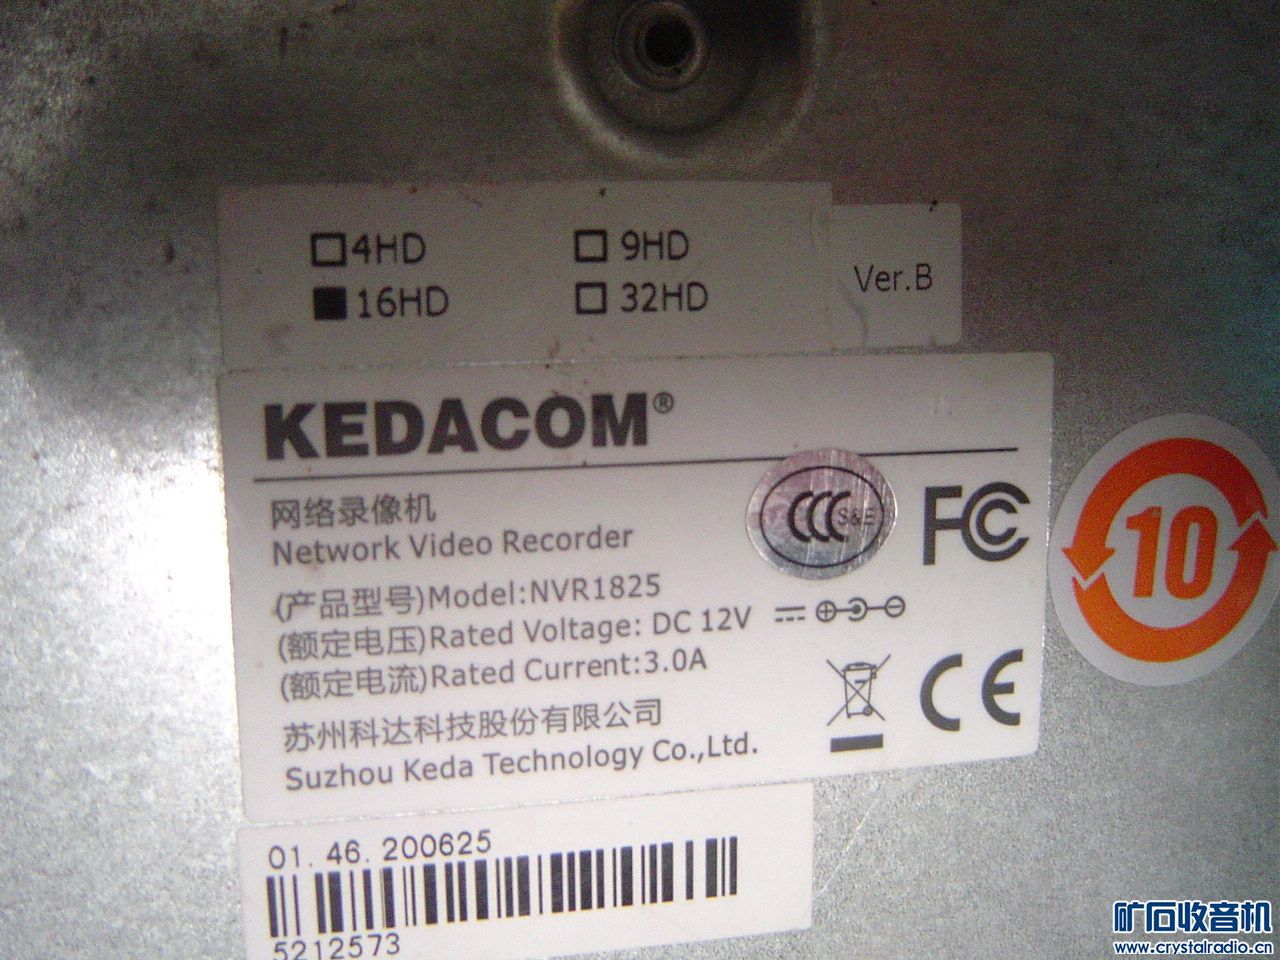 4HD 9HD
16HD 32HD
Ver.B
KEDACOM®
网络录像机
Network Video Recorder
(产品型号)Model:NVR1825
(额定电压)Rated Voltage: DC 12V
(额定电流)Rated Current:3.0A
苏州科达科技股份有限公司
Suzhou Keda Technology Co.,Ltd.
CCC S&E
FC
CE
10
01. 46. 200625
5212573
矿石收音机
www.crystalradio.cn